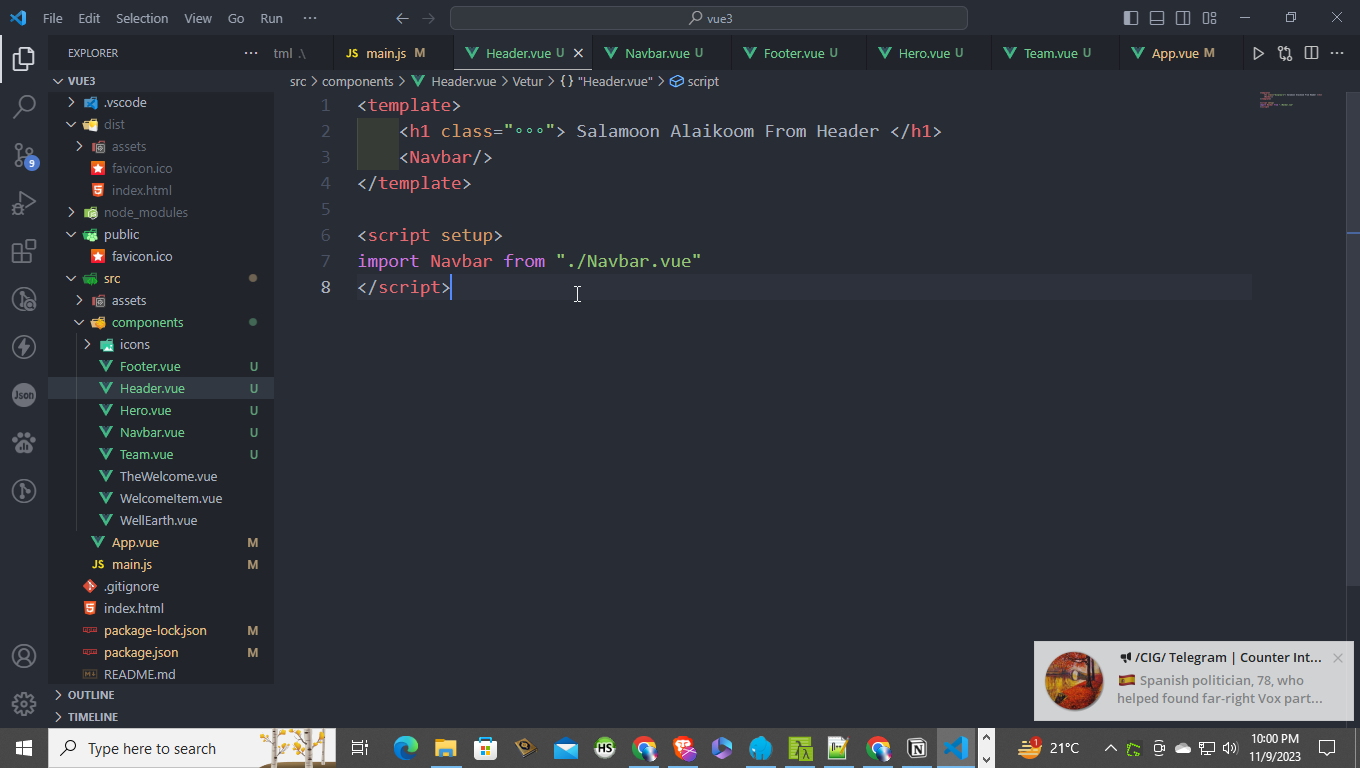 File Edit Selection View Go Run ··· vue3
EXPLORER ···
tml .\ JS main.js M Header.vue U Navbar.vue U Footer.vue U Hero.vue U Team.vue U App.vue M ···
VUE3
src > components > Header.vue > Vetur > {} "Header.vue" > script
.vscode
dist
assets
favicon.ico
index.html
node_modules
public
favicon.ico
src
assets
components
icons
Footer.vue U
Header.vue U
Hero.vue U
Navbar.vue U
Team.vue U
TheWelcome.vue
WelcomeItem.vue
WellEarth.vue
App.vue M
JS main.js M
.gitignore
index.html
package-lock.json M
package.json M
README.md
OUTLINE
TIMELINE
9
Json
1 <template>
2 <h1 class="∘∘∘"> Salamoon Alaikoom From Header </h1>
3 <Navbar/>
4 </template>
5
6 <script setup>
7 import Navbar from "./Navbar.vue"
8 </script>
/CIG/ Telegram | Counter Int...
🇪🇸 Spanish politician, 78, who
helped found far-right Vox part...
Type here to search
HS
1
21°C
10:00 PM
11/9/2023